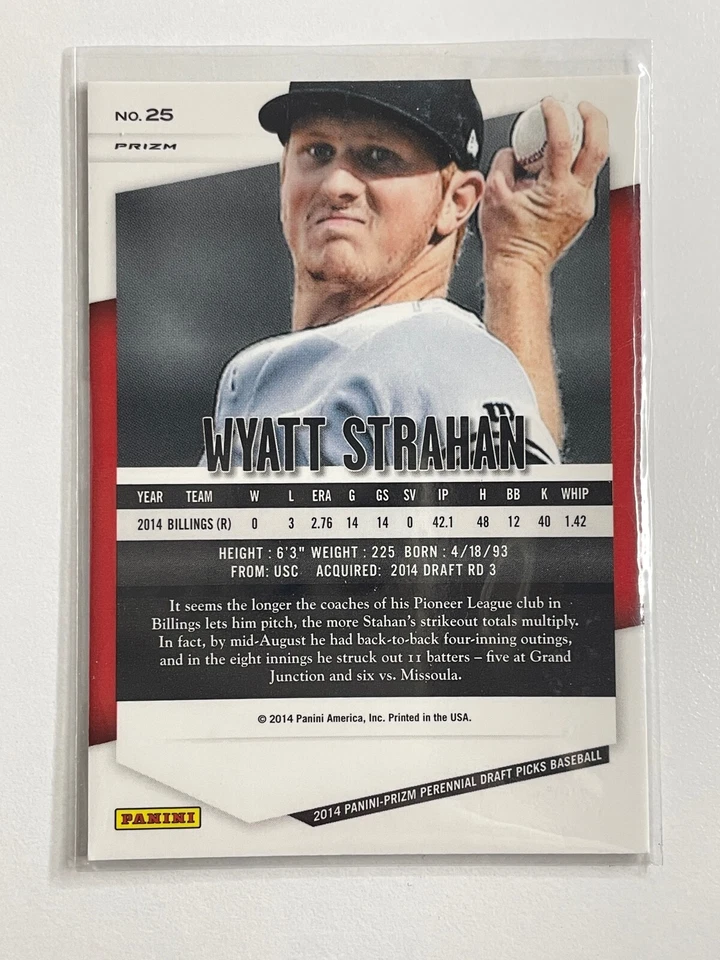 NO. 25
PRIZM
WYATT STRAHAN
YEAR TEAM W L ERA G GS SV IP H BB K WHIP
2014 BILLINGS (R) 0 3 2.76 14 14 0 42.1 48 12 40 1.42
HEIGHT : 6'3" WEIGHT : 225 BORN : 4/18/93
FROM: USC ACQUIRED: 2014 DRAFT RD 3
It seems the longer the coaches of his Pioneer League club in
Billings lets him pitch, the more Stahan's strikeout totals multiply.
In fact, by mid-August he had back-to-back four-inning outings,
and in the eight innings he struck out 11 batters – five at Grand
Junction and six vs. Missoula.
© 2014 Panini America, Inc. Printed in the USA.
2014 PANINI-PRIZM PERENNIAL DRAFT PICKS BASEBALL
PANINI